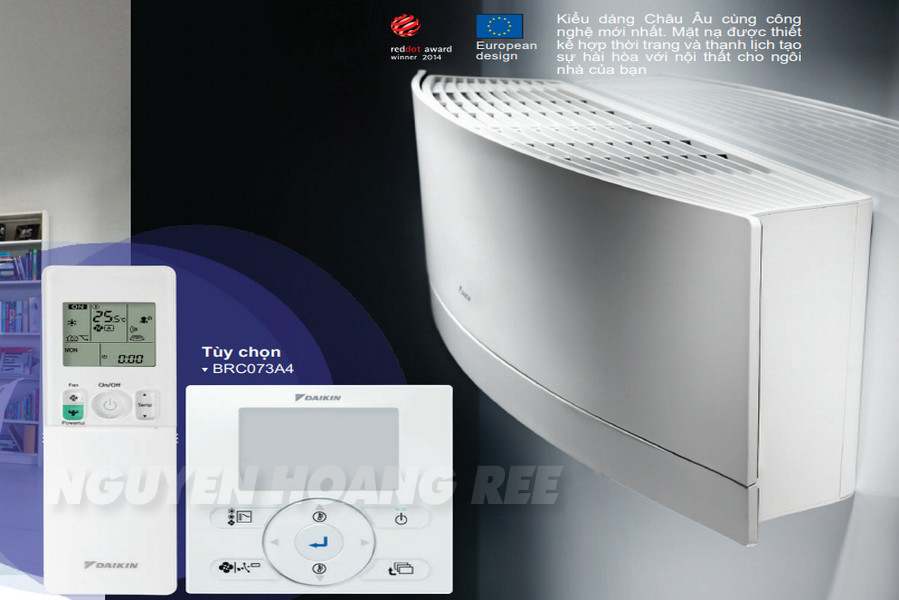 reddot award
winner 2014
European
design
Kiểu dáng Châu Âu cùng công
nghệ mới nhất. Mặt nạ được thiết
kế hợp thời trang và thanh lịch tạo
sự hài hòa với nội thất cho ngôi
nhà của bạn
ON
25.5°C
A
MON
0:00
Fan
On/Off
Temp
Powerful
DAIKIN
Tùy chọn
BRC073A4
DAIKIN
NGUYEN HOANG REE